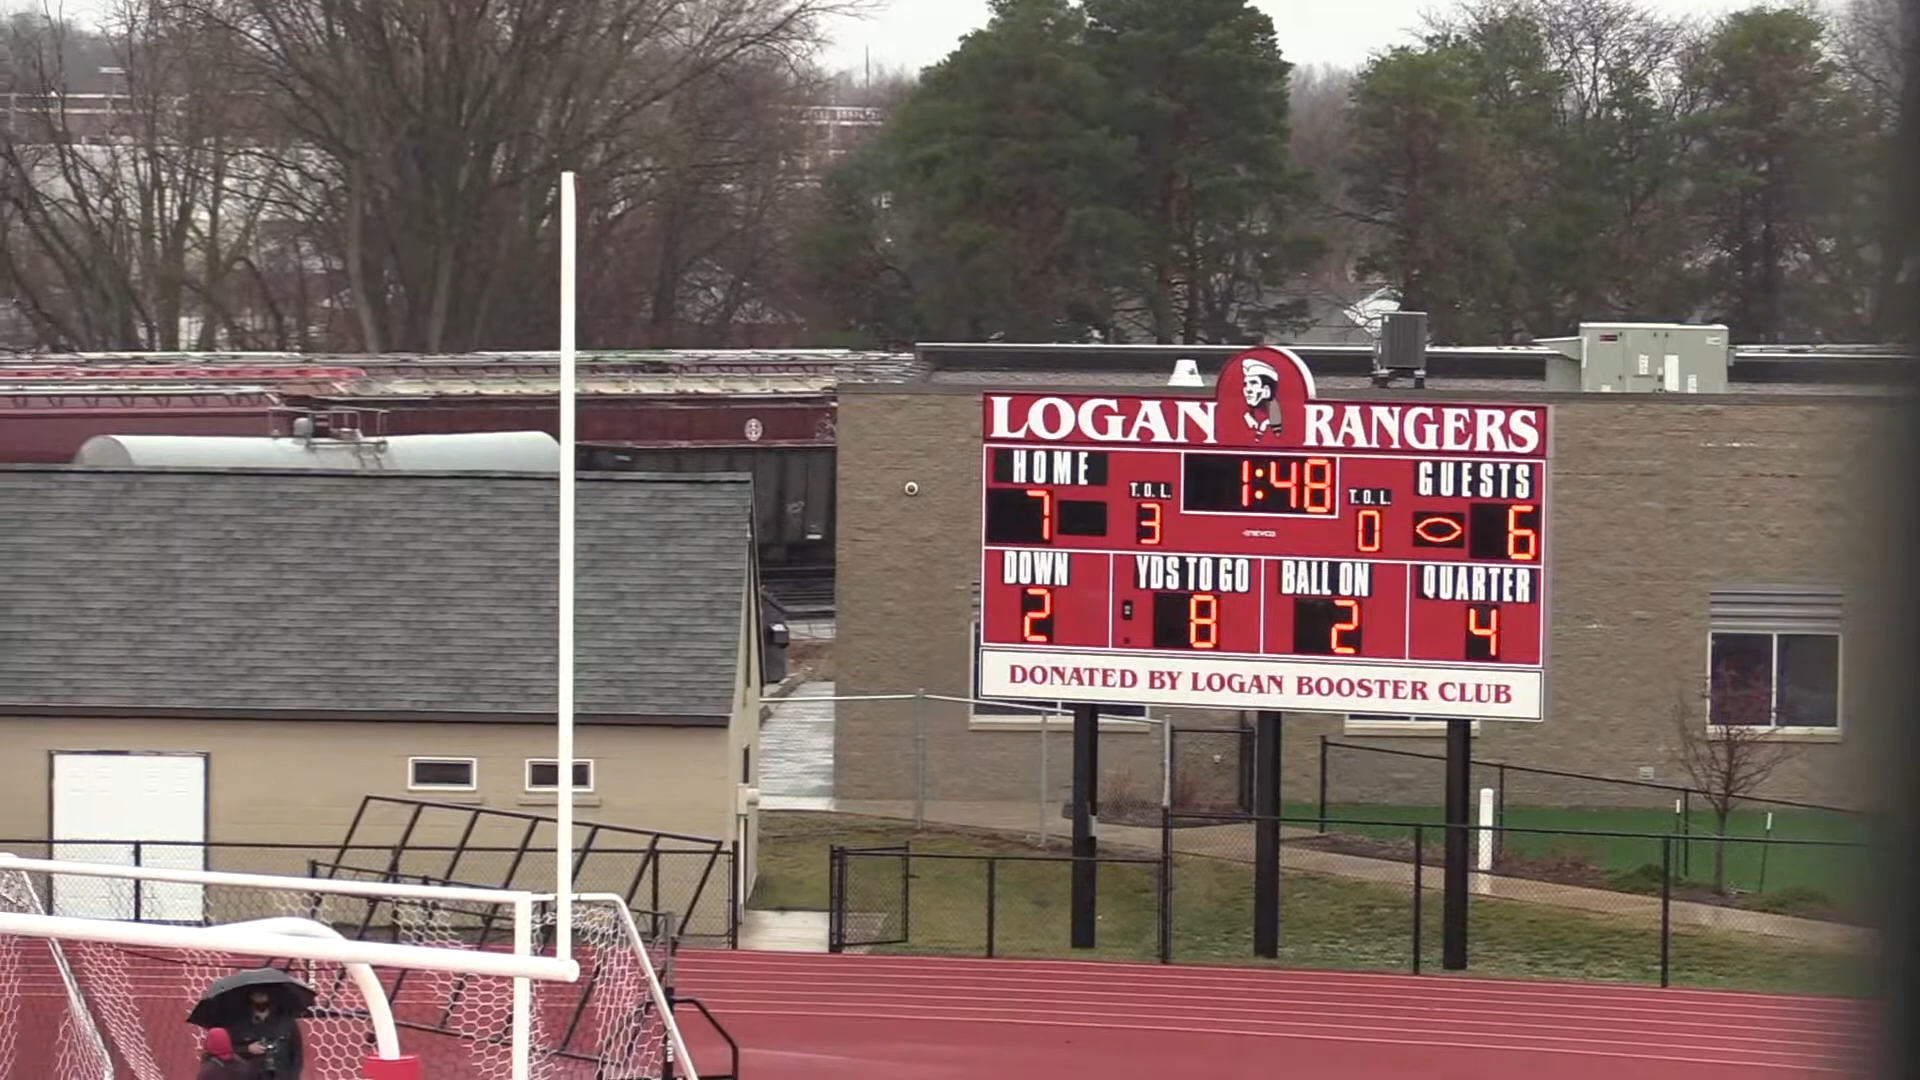 LOGAN RANGERS
HOME T.O.L. 1:48 T.O.L. GUESTS
7 3 0 6
DOWN YDS TO GO BALL ON QUARTER
2 8 2 4
DONATED BY LOGAN BOOSTER CLUB